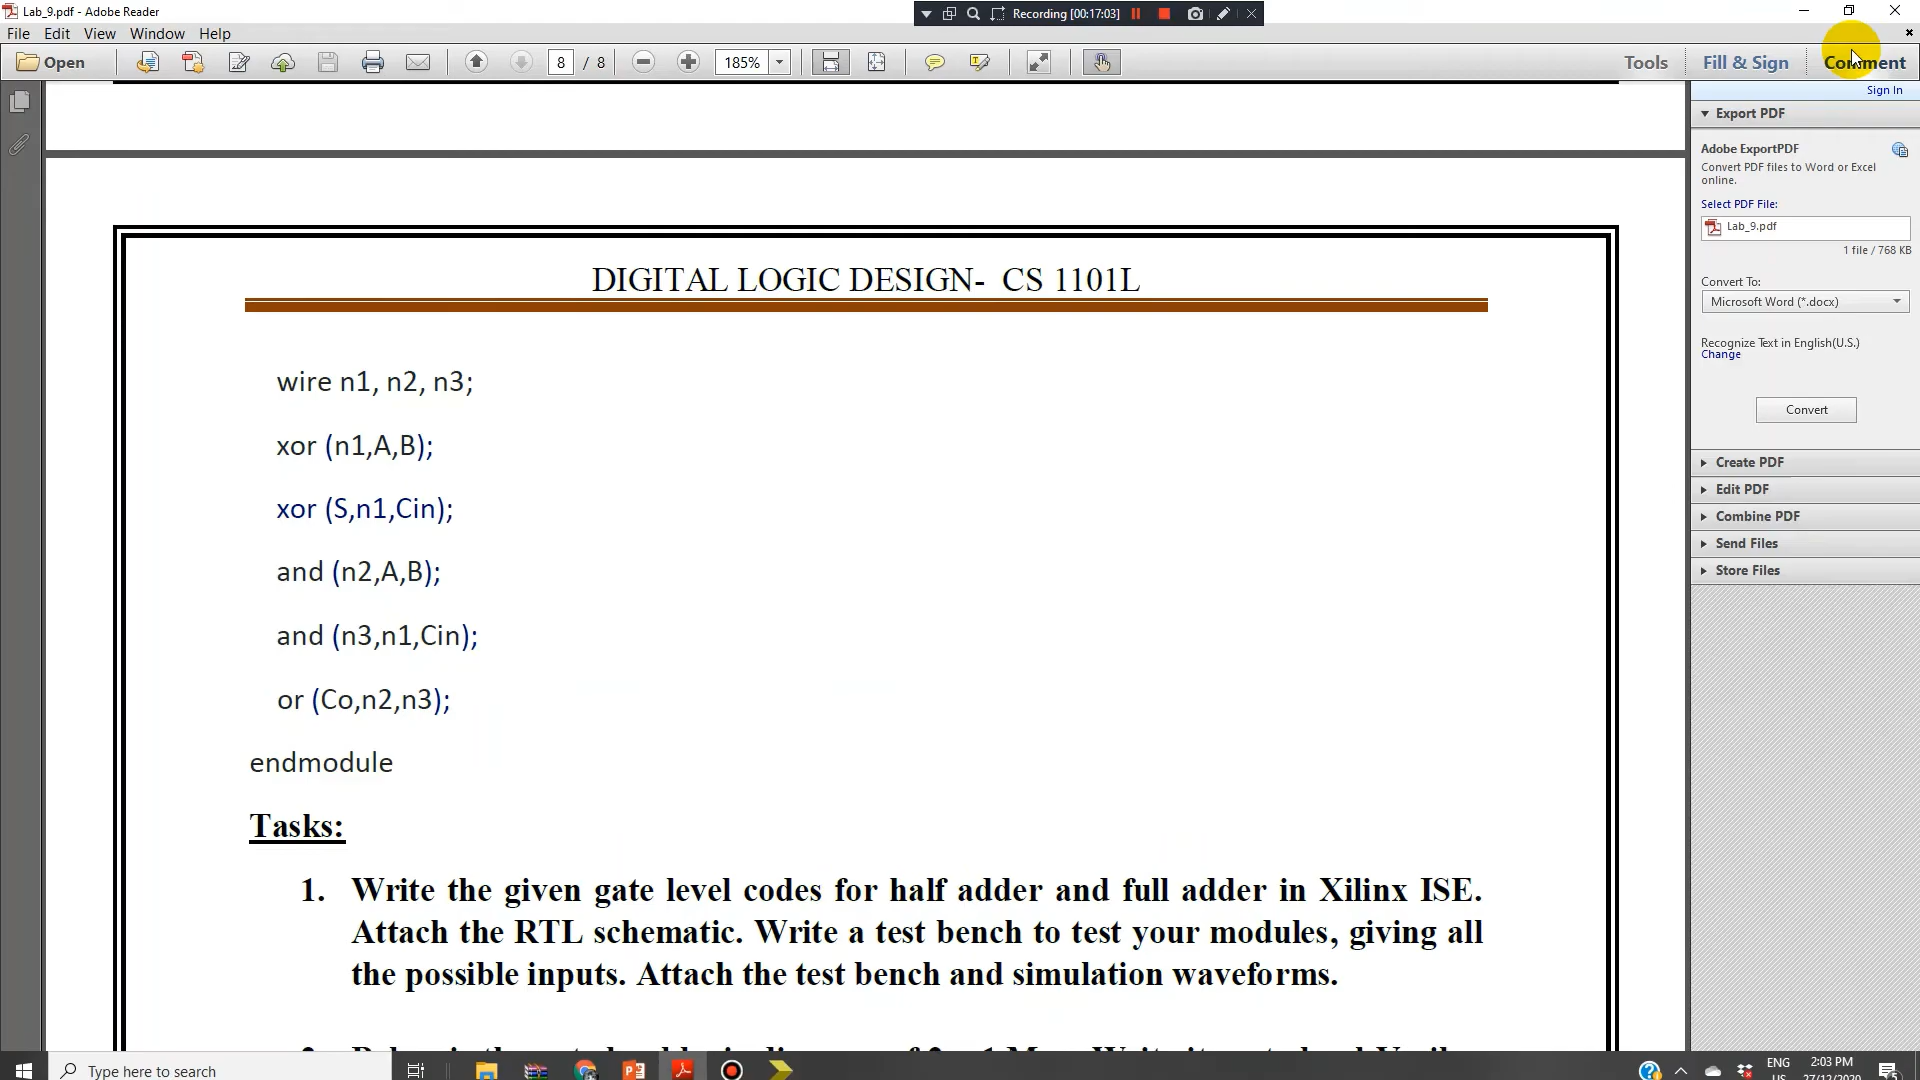 Lab_9.pdf - Adobe Reader
Recording [00:17:03]
File Edit View Window Help
Open 8 / 8 185% Tools Fill & Sign Comment
Sign In
Export PDF
Adobe ExportPDF
Convert PDF files to Word or Excel
online.
Select PDF File:
Lab_9.pdf
1 file / 768 KB
Convert To:
Microsoft Word (*.docx)
Recognize Text in English(U.S.)
Change
Convert
Create PDF
Edit PDF
Combine PDF
Send Files
Store Files
DIGITAL LOGIC DESIGN- CS 1101L
wire n1, n2, n3;
xor (n1,A,B);
xor (S,n1,Cin);
and (n2,A,B);
and (n3,n1,Cin);
or (Co,n2,n3);
endmodule
Tasks:
1. Write the given gate level codes for half adder and full adder in Xilinx ISE.
Attach the RTL schematic. Write a test bench to test your modules, giving all
the possible inputs. Attach the test bench and simulation waveforms.
Type here to search
ENG
US
2:03 PM
27/12/2020